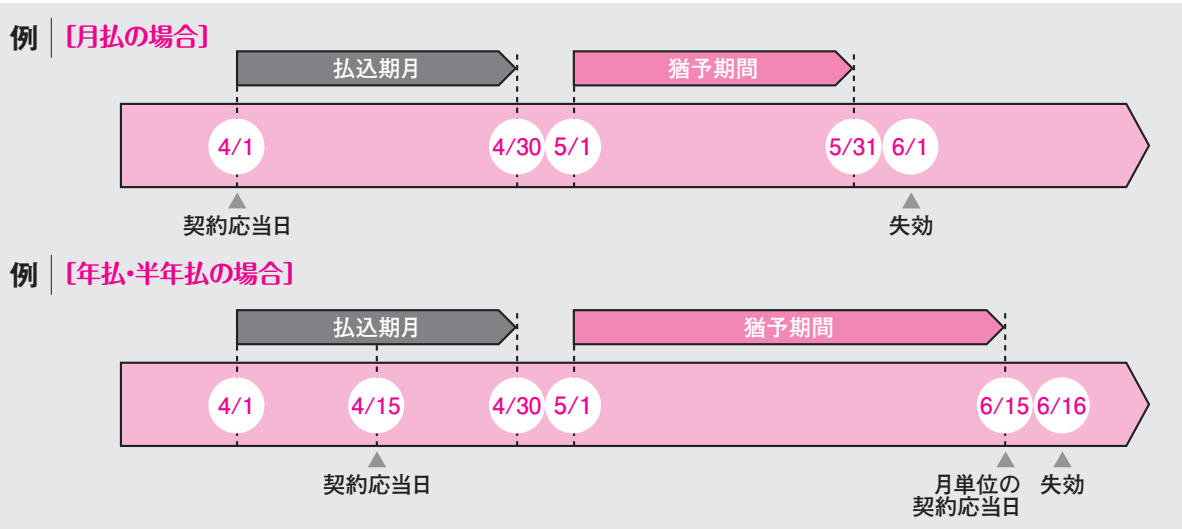 例 [月払の場合]
払込期月 猶予期間
4/1 4/30 5/1 5/31 6/1
契約応当日 失効
例 [年払・半年払の場合]
払込期月 猶予期間
4/1 4/15 4/30 5/1 6/15 6/16
契約応当日 月単位の 失効
契約応当日